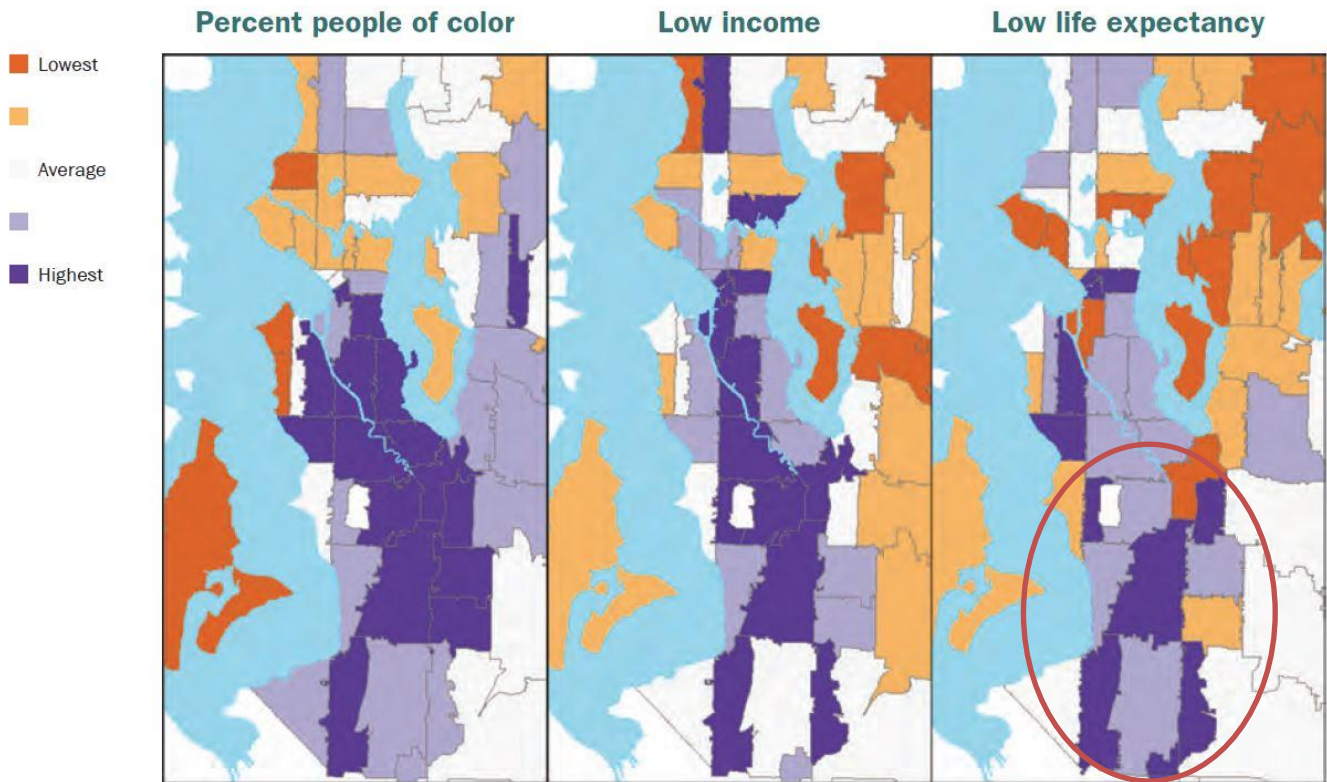 Percent people of color
Low income
Low life expectancy
Lowest
Average
Highest